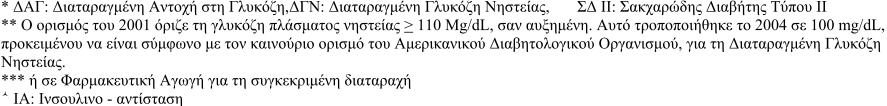 * ΔΑΓ: Διαταραγμένη Αντοχή στη Γλυκόζη,ΔΓΝ: Διαταραγμένη Γλυκόζη Νηστείας, ΣΔ ΙΙ: Σακχαρώδης Διαβήτης Τύπου ΙΙ
** Ο ορισμός του 2001 όριζε τη γλυκόζη πλάσματος νηστείας ≥ 110 Mg/dL, σαν αυξημένη. Αυτό τροποποιήθηκε το 2004 σε 100 mg/dL,
προκειμένου να είναι σύμφωνο με τον καινούριο ορισμό του Αμερικανικού Διαβητολογικού Οργανισμού, για τη Διαταραγμένη Γλυκόζη
Νηστείας.
*** ή σε Φαρμακευτική Αγωγή για τη συγκεκριμένη διαταραχή
^ ΙΑ: Ινσουλινο - αντίσταση